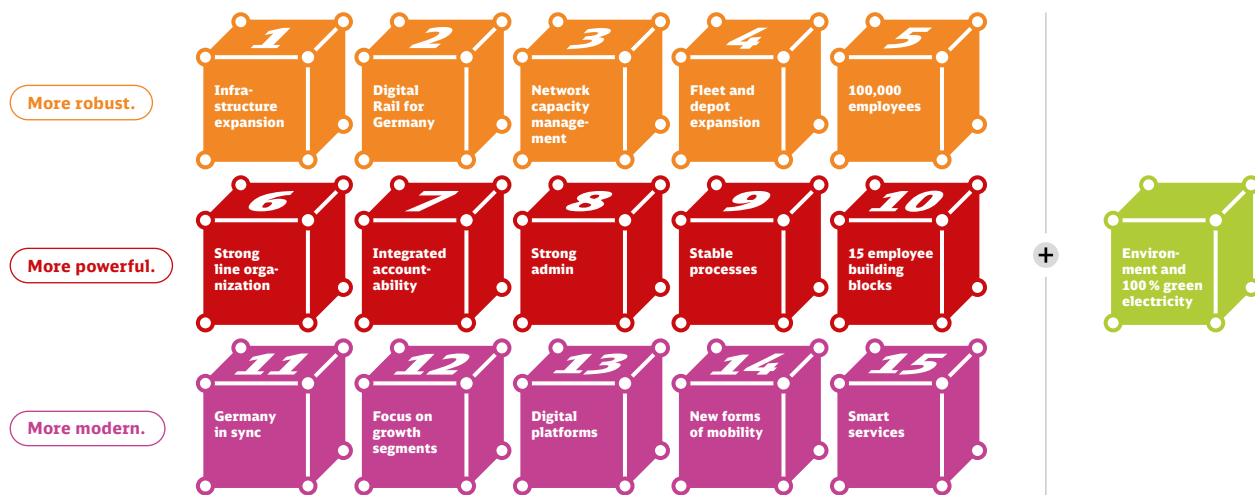 More robust.
1
Infra-
structure
expansion
2
Digital
Rail for
Germany
3
Network
capacity
manage-
ment
4
Fleet and
depot
expansion
5
100,000
employees
More powerful.
6
Strong
line orga-
nization
7
Integrated
account-
ability
8
Strong
admin
9
Stable
processes
10
15 employee
building
blocks
More modern.
11
Germany
in sync
12
Focus on
growth
segments
13
Digital
platforms
14
New forms
of mobility
15
Smart
services
+
Environ-
ment and
100 % green
electricity